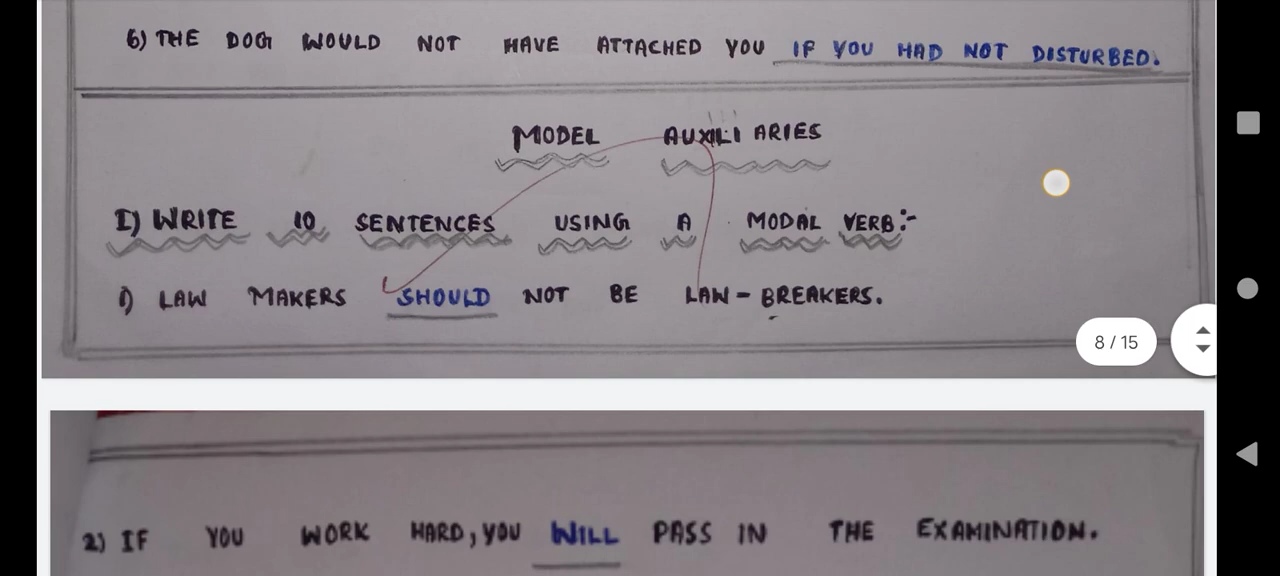 6) THE DOG WOULD NOT HAVE ATTACHED YOU IF YOU HAD NOT DISTURBED.
MODEL AUXILI ARIES
I) WRITE 10 SENTENCES USING A MODAL VERB:-
1) LAW MAKERS SHOULD NOT BE LAW - BREAKERS.
8 / 15
2) IF YOU WORK HARD, YOU WILL PASS IN THE EXAMINATION.